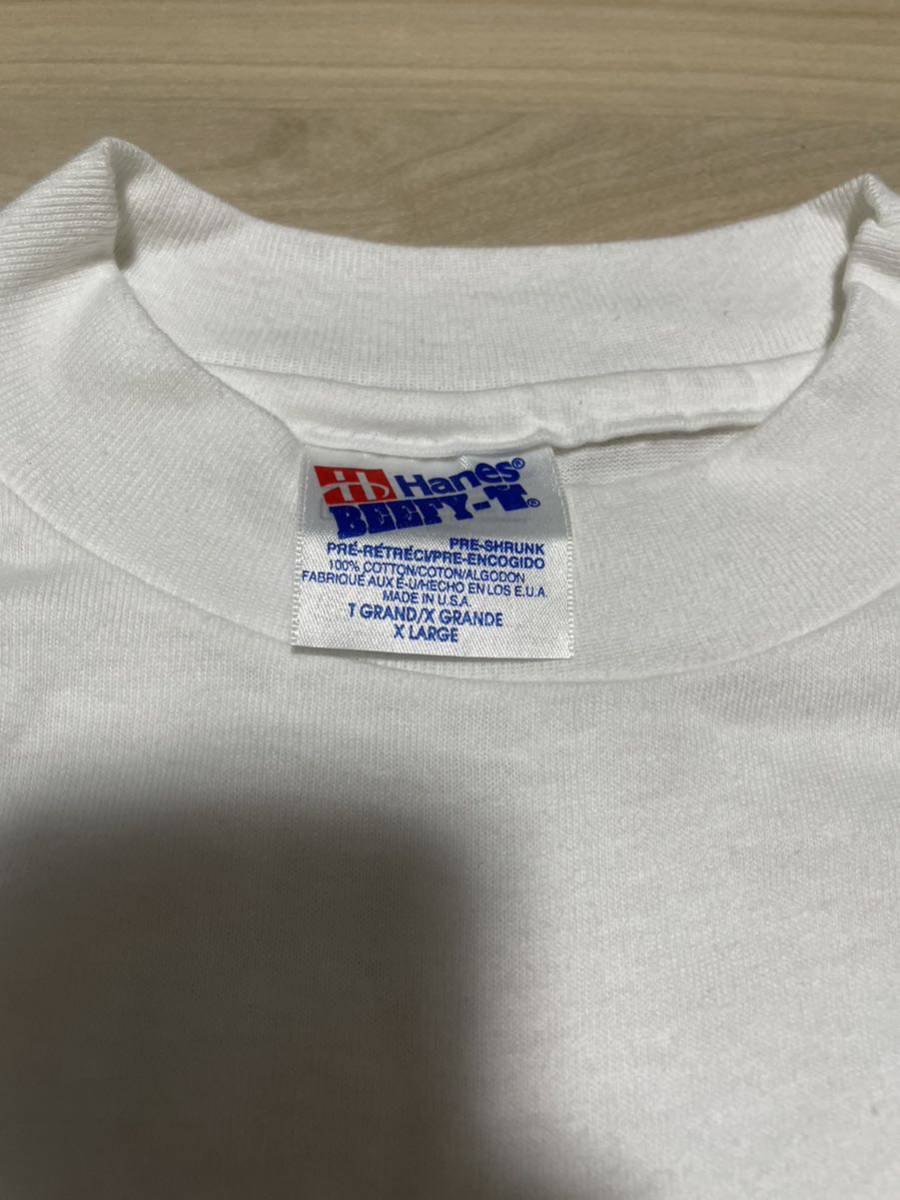 Hanes®
BEEFY-T®
PRE-SHRUNK
PRÉ-RÉTRÉCI/PRE-ENCOGIDO
100% COTTON/COTON/ALGODON
FABRIQUÉ AUX É-U/HECHO EN LOS E.U.A.
MADE IN U.S.A.
T GRAND/X GRANDE
X LARGE